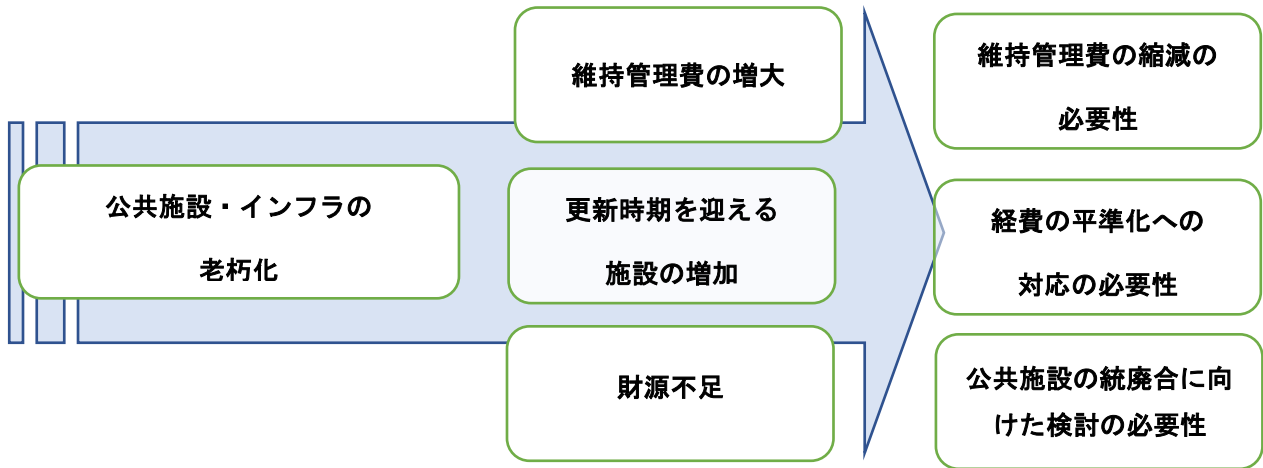 公共施設・インフラの
老朽化
維持管理費の増大
更新時期を迎える
施設の増加
財源不足
維持管理費の縮減の
必要性
経費の平準化への
対応の必要性
公共施設の統廃合に向
けた検討の必要性